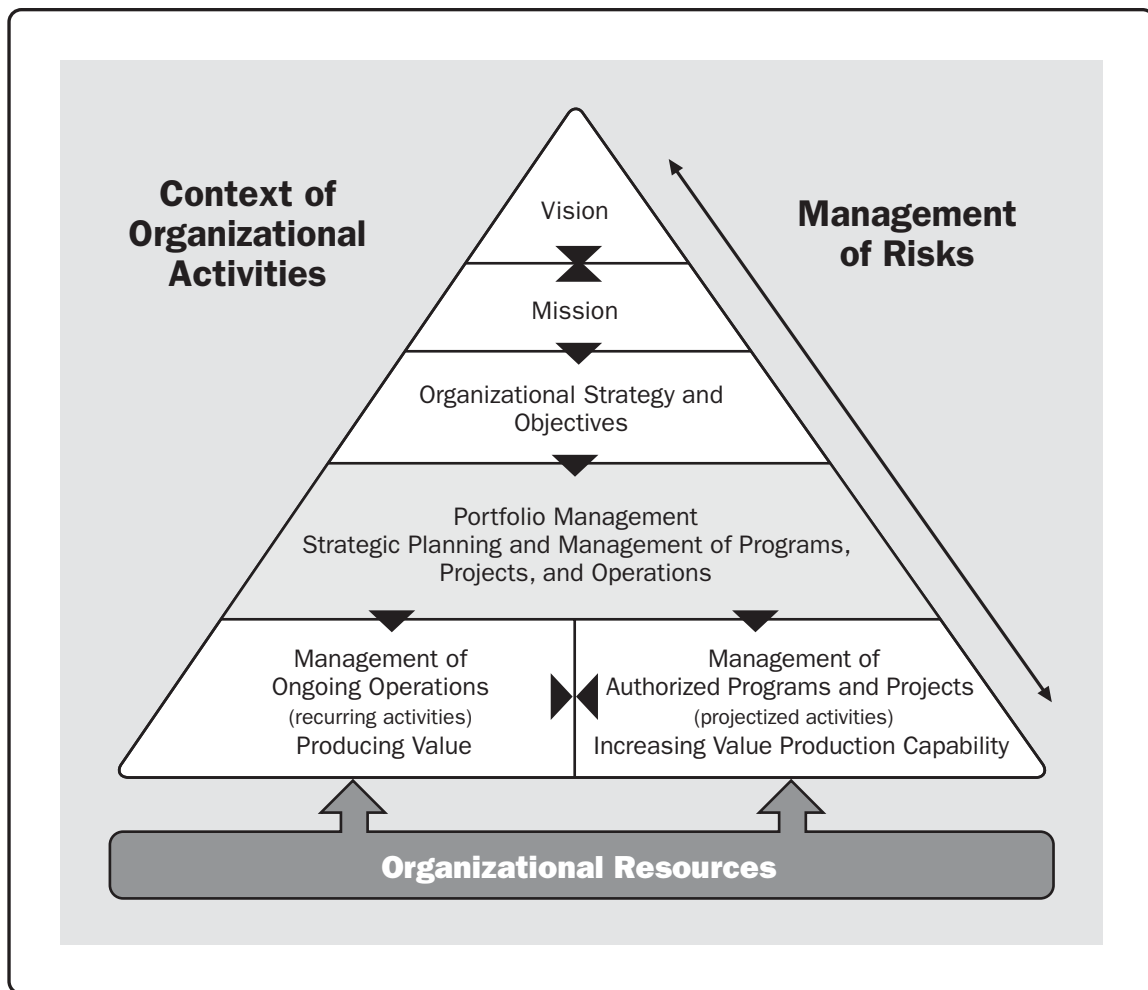 Context of
Organizational
Activities
Management
of Risks
Vision
Mission
Organizational Strategy and
Objectives
Portfolio Management
Strategic Planning and Management of Programs,
Projects, and Operations
Management of
Ongoing Operations
(recurring activities)
Producing Value
Management of
Authorized Programs and Projects
(projectized activities)
Increasing Value Production Capability
Organizational Resources